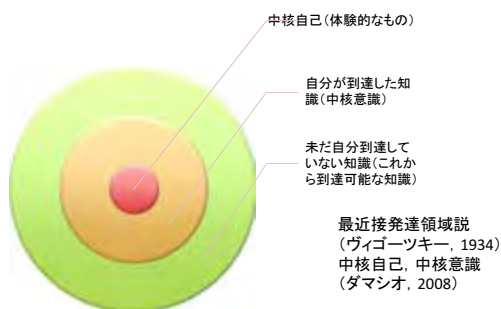 中核自己(体験的なもの)
自分が到達した知
識(中核意識)
未だ自分到達して
いない知識(これか
ら到達可能な知識)
最近接発達領域説
(ヴィゴーツキー, 1934)
中核自己, 中核意識
(ダマシオ, 2008)